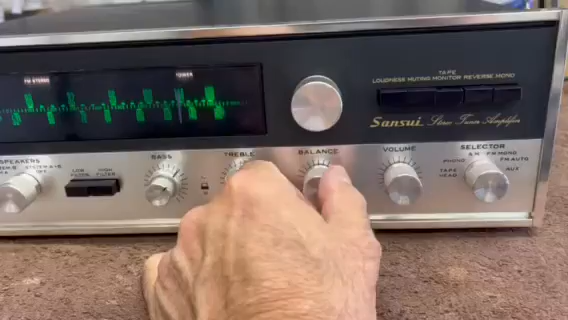 FM STEREO
POWER
TAPE
LOUDNESS MUTING MONITOR REVERSE MONO
Sansui Stereo Tuner Amplifier
SPEAKERS
LOW FILTER
HIGH FILTER
BASS
TREBLE
BALANCE
VOLUME
SELECTOR
AM FM MONO
PHONO FM AUTO
TAPE HEAD
AUX